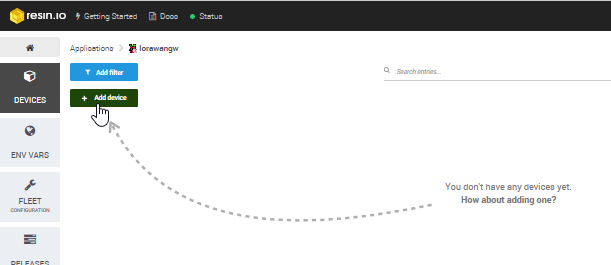 resin.io Getting Started Docs Status
Applications lorawangw
Add filter
Search entries...
Add device
DEVICES
ENV VARS
FLEET
CONFIGURATION
RELEASES
You don't have any devices yet.
How about adding one?